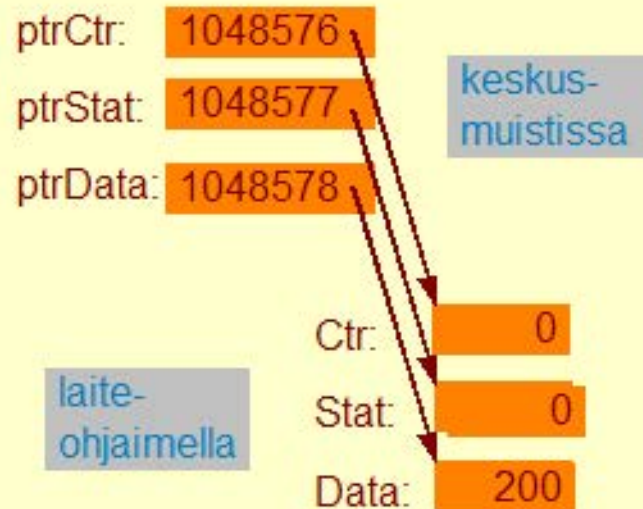 ptrCtr: 1048576
ptrStat: 1048577
ptrData: 1048578
keskus-
muistissa
Ctr: 0
Stat: 0
Data: 200
laite-
ohjaimella